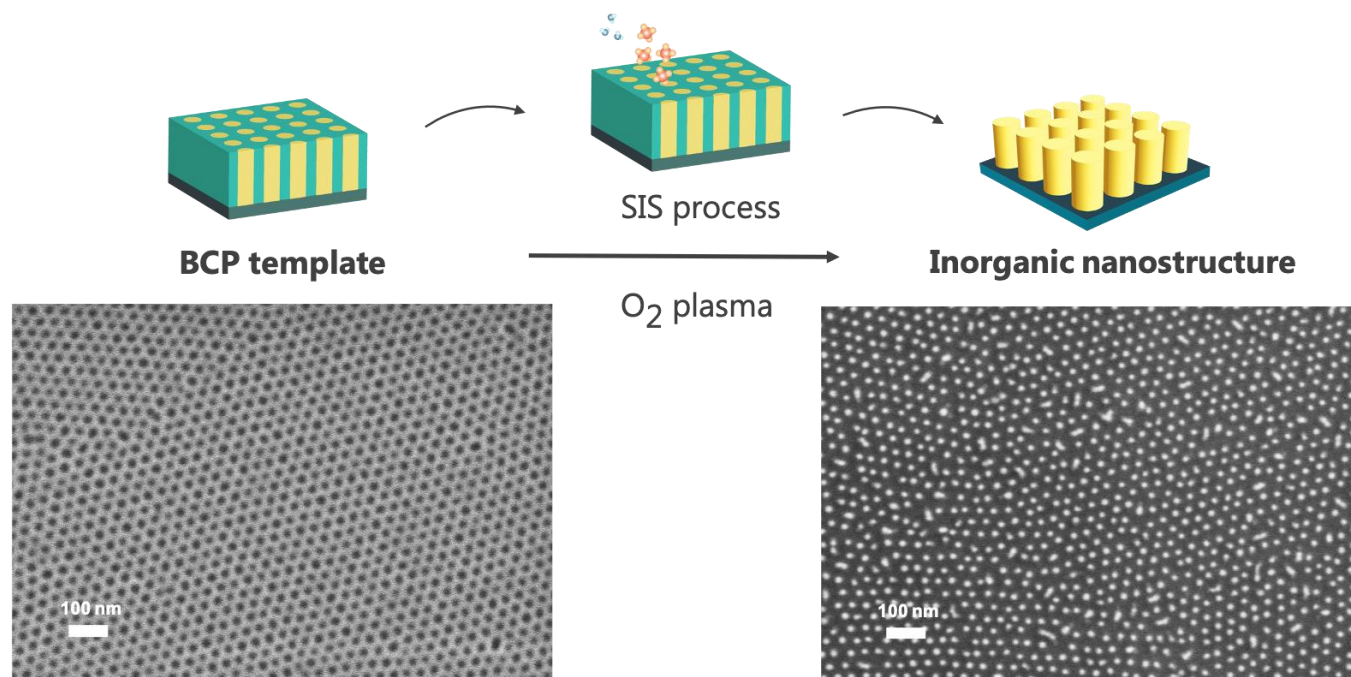 SIS process
BCP template
Inorganic nanostructure
O₂ plasma
100 nm
100 nm